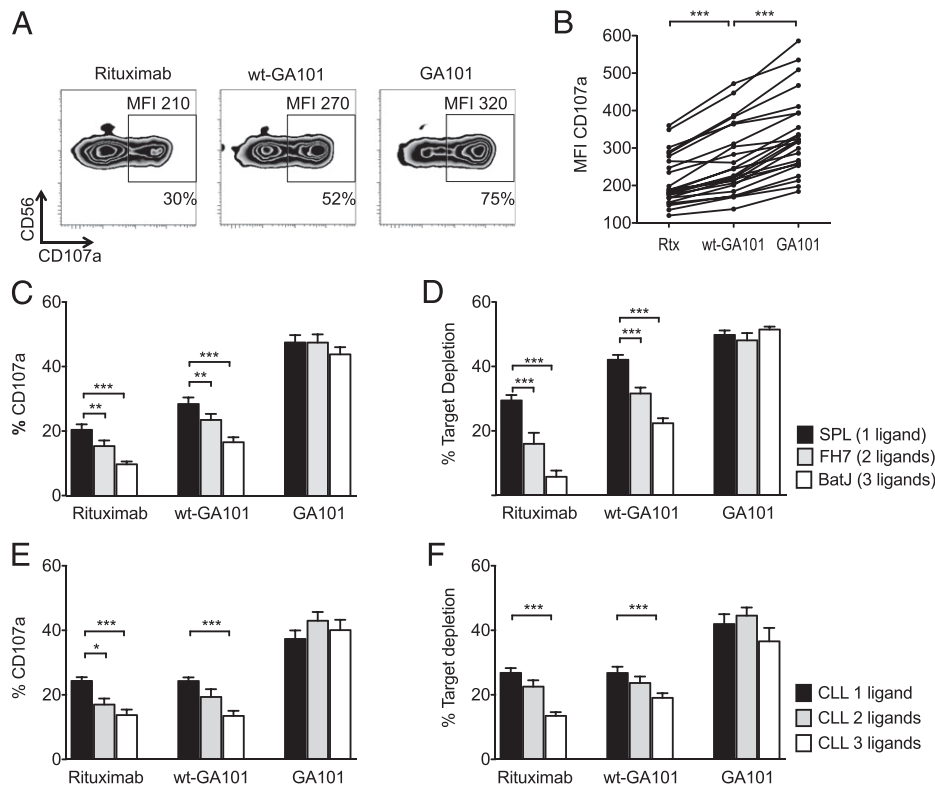 A
Rituximab
wt-GA101
GA101
MFI 210
MFI 270
MFI 320
30%
52%
75%
CD56
CD107a
B
***
***
MFI CD107a
600
500
400
300
200
100
Rtx
wt-GA101
GA101
C
% CD107a
60
40
20
0
***
**
***
**
Rituximab
wt-GA101
GA101
D
% Target Depletion
60
40
20
***
***
***
***
Rituximab
wt-GA101
GA101
SPL (1 ligand)
FH7 (2 ligands)
BatJ (3 ligands)
E
% CD107a
60
40
20
0
***
*
***
Rituximab
wt-GA101
GA101
F
% Target depletion
60
40
20
0
***
***
Rituximab
wt-GA101
GA101
CLL 1 ligand
CLL 2 ligands
CLL 3 ligands